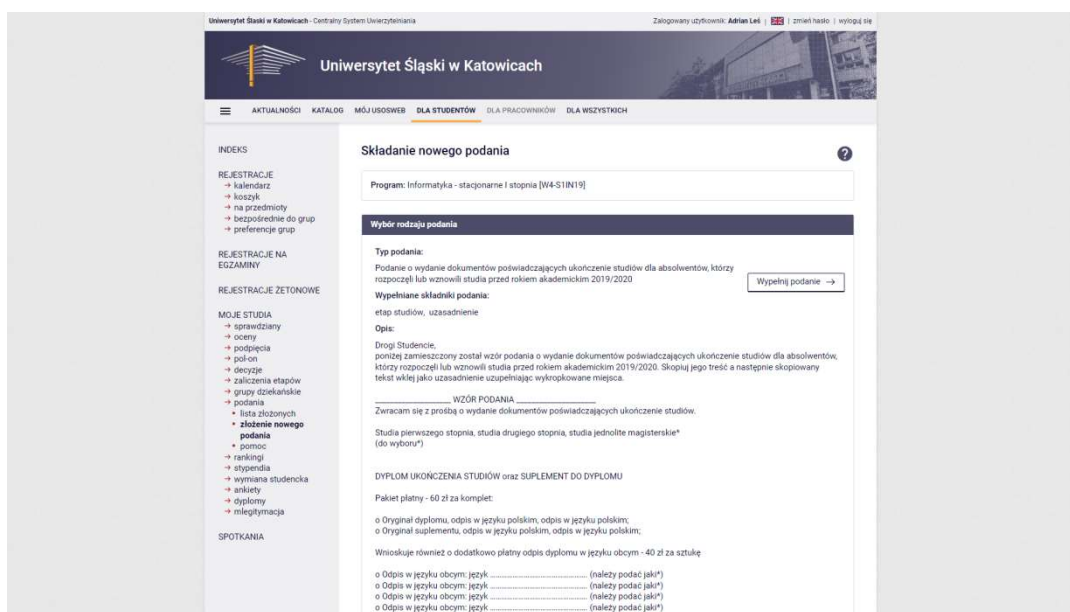 Uniwersytet Śląski w Katowicach - Centralny System Uwierzytelniania
Zalogowany użytkownik: Adrian Leś | | zmień hasło | wyloguj się
Uniwersytet Śląski w Katowicach
AKTUALNOŚCI KATALOG MÓJ USOSWEB DLA STUDENTÓW DLA PRACOWNIKÓW DLA WSZYSTKICH
INDEKS
REJESTRACJE
→ kalendarz
→ koszyk
→ na przedmioty
→ bezpośrednie do grup
→ preferencje grup
REJESTRACJE NA
EGZAMINY
REJESTRACJE ŻETONOWE
MOJE STUDIA
→ sprawdziany
→ oceny
→ podpięcia
→ pol-on
→ decyzje
→ zaliczenia etapów
→ grupy dziekańskie
→ podania
• lista złożonych
• złożenie nowego
podania
• pomoc
→ rankingi
→ stypendia
→ wymiana studencka
→ ankiety
→ dyplomy
→ mlegitymacja
SPOTKANIA
Składanie nowego podania
?
Program: Informatyka - stacjonarne I stopnia [W4-S1IN19]
Wybór rodzaju podania
Typ podania:
Podanie o wydanie dokumentów poświadczających ukończenie studiów dla absolwentów, którzy
rozpoczęli lub wznowili studia przed rokiem akademickim 2019/2020
Wypełnij podanie →
Wypełniane składniki podania:
etap studiów, uzasadnienie
Opis:
Drogi Studencie,
poniżej zamieszczony został wzór podania o wydanie dokumentów poświadczających ukończenie studiów dla absolwentów,
którzy rozpoczęli lub wznowili studia przed rokiem akademickim 2019/2020. Skopiuj jego treść a następnie skopiowany
tekst wklej jako uzasadnienie uzupełniając wykropkowane miejsca.
____________________ WZÓR PODANIA ____________________
Zwracam się z prośbą o wydanie dokumentów poświadczających ukończenie studiów.
Studia pierwszego stopnia, studia drugiego stopnia, studia jednolite magisterskie*
(do wyboru*)
DYPLOM UKOŃCZENIA STUDIÓW oraz SUPLEMENT DO DYPLOMU
Pakiet płatny - 60 zł za komplet:
o Oryginał dyplomu, odpis w języku polskim, odpis w języku polskim;
o Oryginał suplementu, odpis w języku polskim, odpis w języku polskim;
Wnioskuje również o dodatkowo płatny odpis dyplomu w języku obcym - 40 zł za sztukę
o Odpis w języku obcym: język ................................................ (należy podać jaki*)
o Odpis w języku obcym: język ................................................ (należy podać jaki*)
o Odpis w języku obcym: język ................................................ (należy podać jaki*)
o Odpis w języku obcym: język ................................................ (należy podać jaki*)